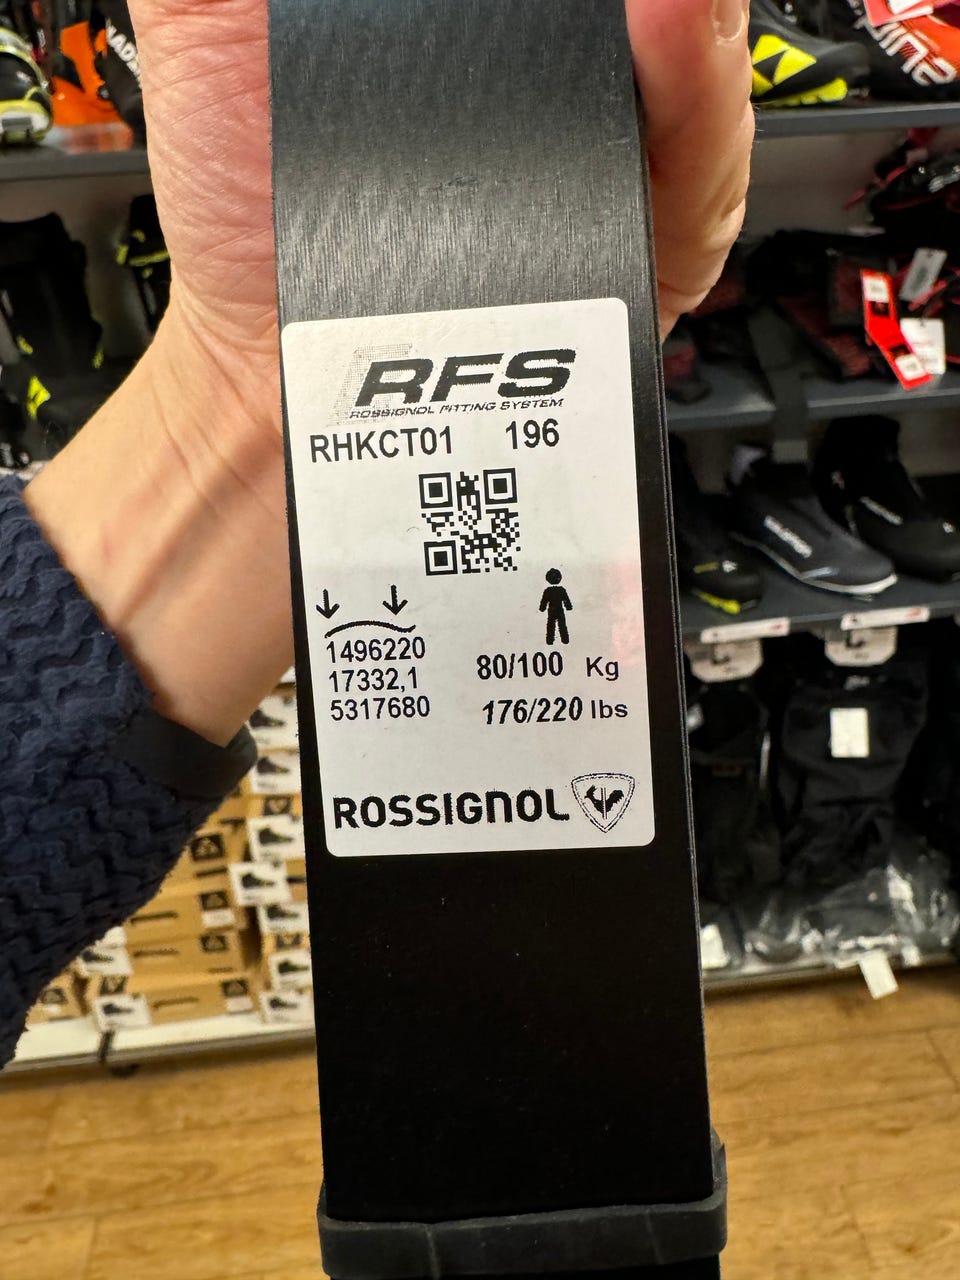 RFS
ROSSIGNOL FITTING SYSTEM
RHKCT01 196
1496220
17332,1
5317680
80/100 Kg
176/220 lbs
ROSSIGNOL